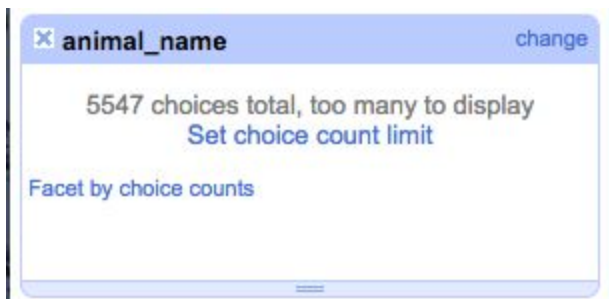 animal_name change
5547 choices total, too many to display
Set choice count limit
Facet by choice counts